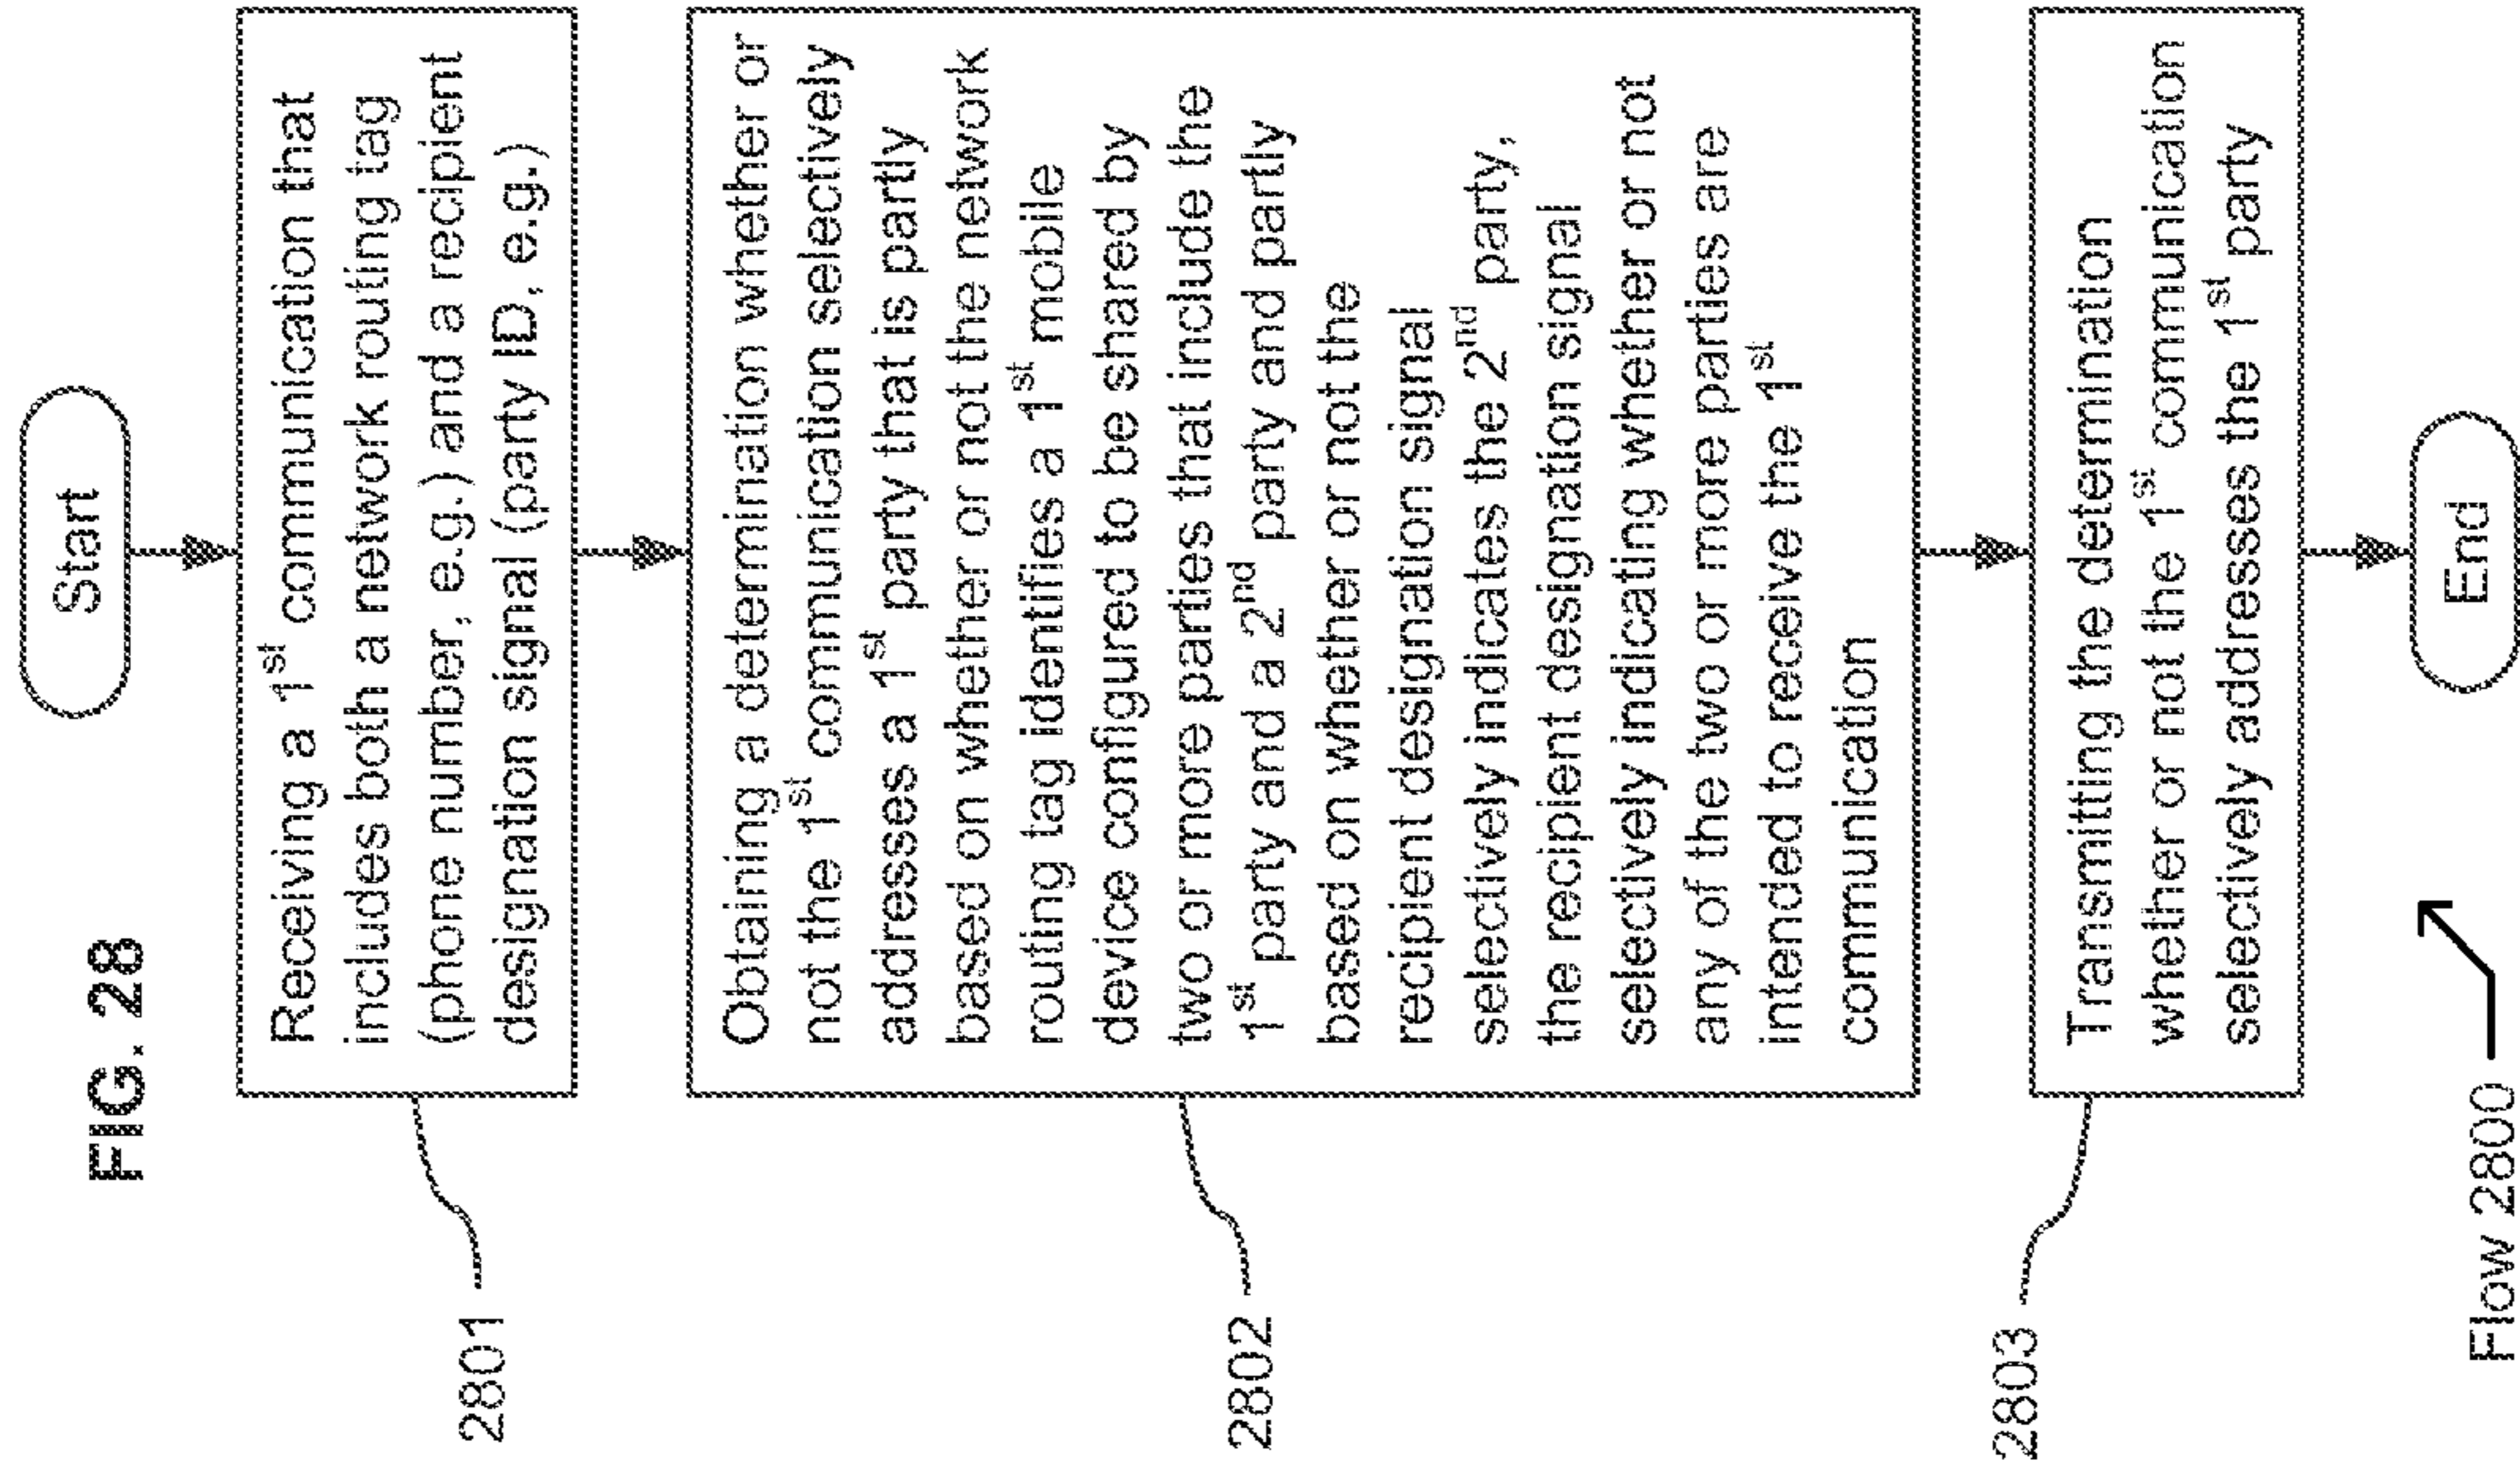 FIG. 28
Start
2801
Receiving a 1st communication that
includes both a network routing tag
(phone number, e.g.) and a recipient
designation signal (party ID, e.g.)
2802
Obtaining a determination whether or
not the 1st communication selectively
addresses a 1st party that is partly
based on whether or not the network
routing tag identifies a 1st mobile
device configured to be shared by
two or more parties that include the
1st party and a 2nd party and partly
based on whether or not the
recipient designation signal
selectively indicates the 2nd party,
the recipient designation signal
selectively indicating whether or not
any of the two or more parties are
intended to receive the 1st
communication
2803
Transmitting the determination
whether or not the 1st communication
selectively addresses the 1st party
Flow 2800
End